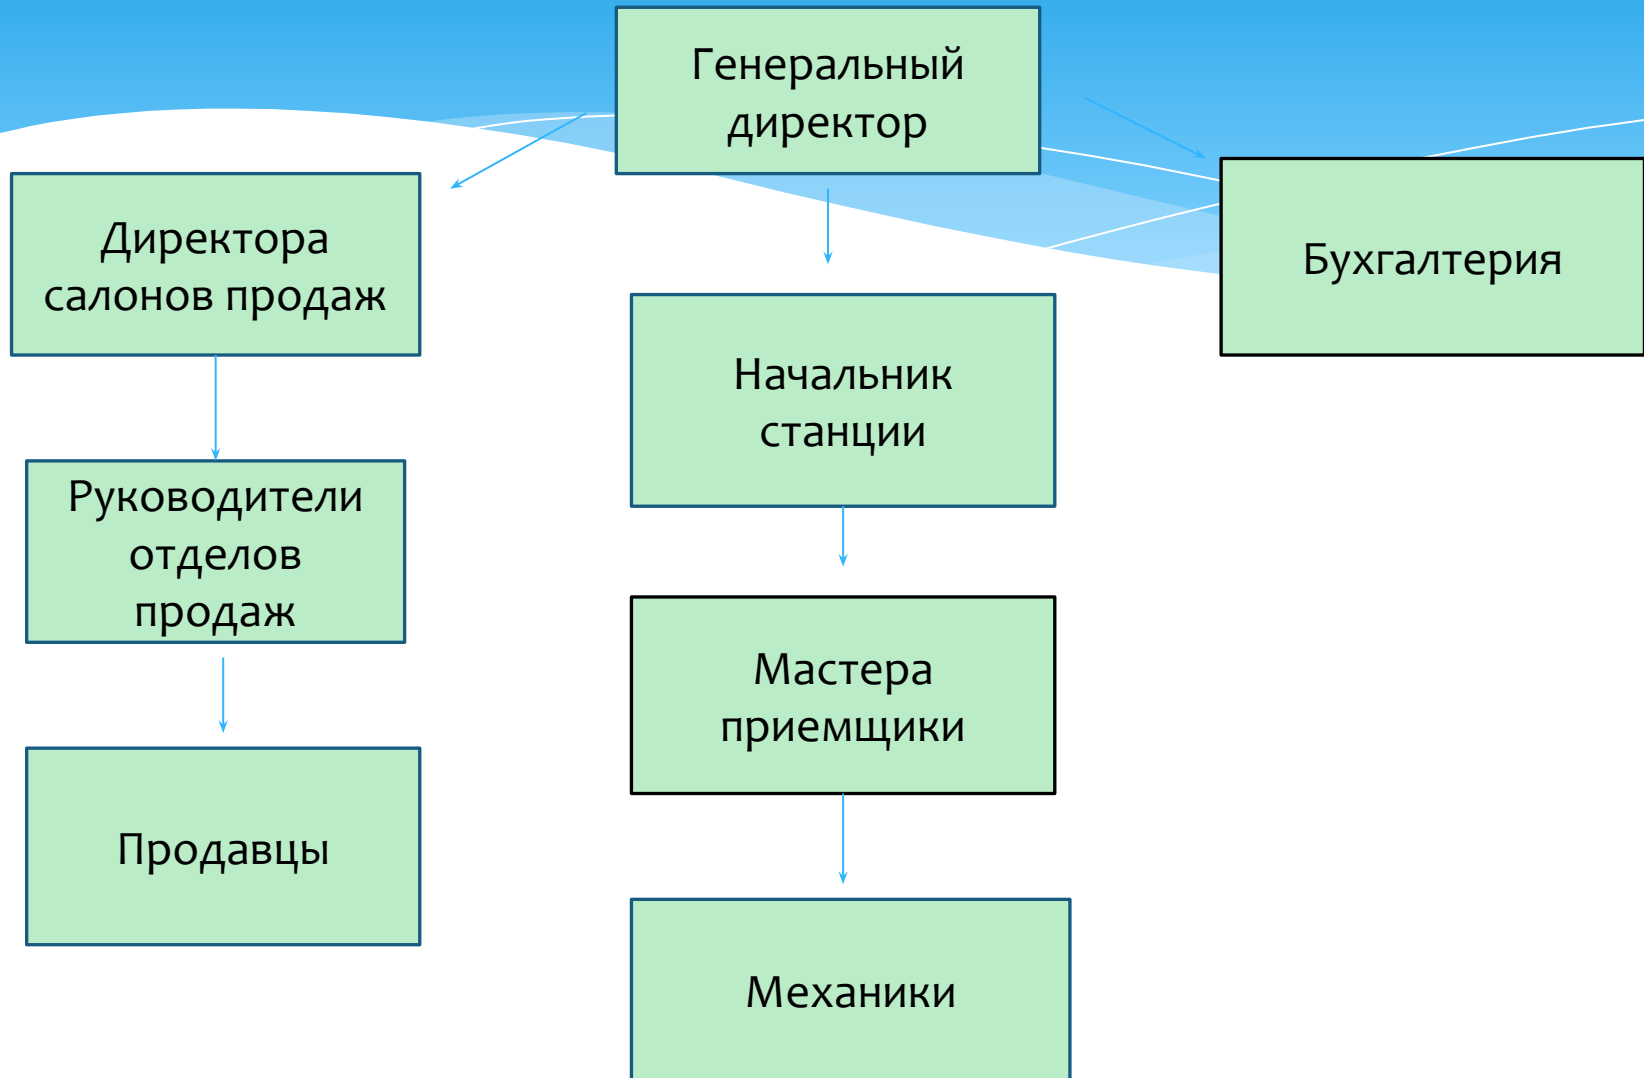 Генеральный
директор
Директора
салонов продаж
Бухгалтерия
Начальник
станции
Руководители
отделов
продаж
Мастера
приемщики
Продавцы
Механики